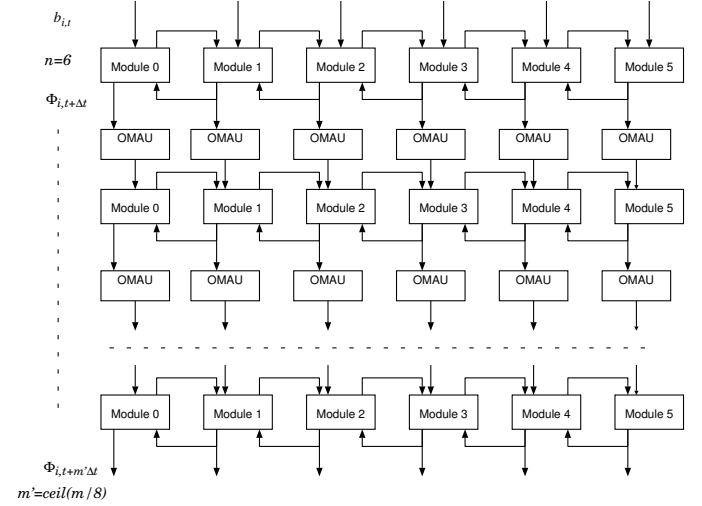 b_{i,t}
n=6
Module 0 Module 1 Module 2 Module 3 Module 4 Module 5
Φ_{i,t+Δt}
OMAU OMAU OMAU OMAU OMAU OMAU
Module 0 Module 1 Module 2 Module 3 Module 4 Module 5
OMAU OMAU OMAU OMAU OMAU OMAU
Module 0 Module 1 Module 2 Module 3 Module 4 Module 5
Φ_{i,t+m'Δt}
m'=ceil(m/8)